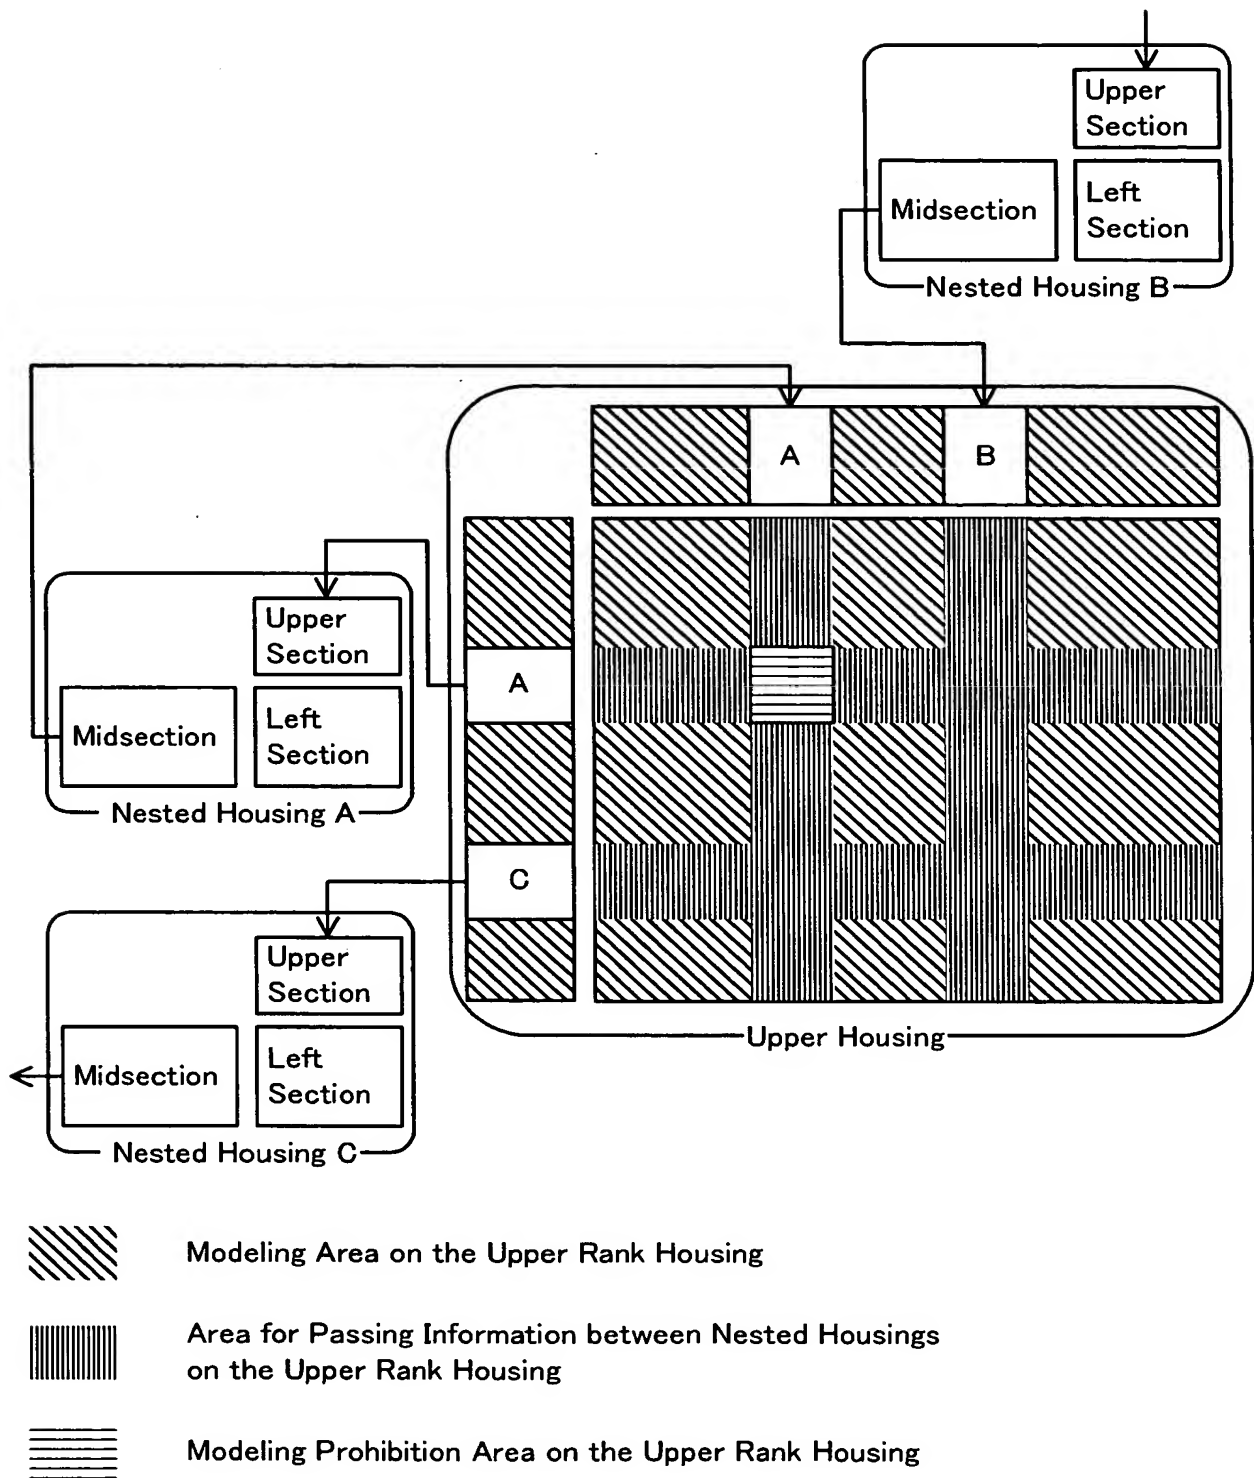 Upper
Section
Midsection
Left
Section
Nested Housing B
A
B
Upper
Section
A
Midsection
Left
Section
Nested Housing A
C
Upper
Section
Upper Housing
Midsection
Left
Section
Nested Housing C
Modeling Area on the Upper Rank Housing
Area for Passing Information between Nested Housings
on the Upper Rank Housing
Modeling Prohibition Area on the Upper Rank Housing